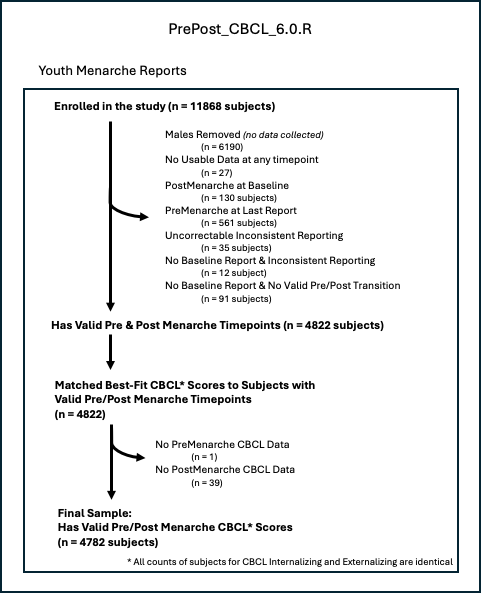 PrePost_CBCL_6.0.R
Youth Menarche Reports
Enrolled in the study (n = 11868 subjects)
Males Removed (no data collected)
(n = 6190)
No Usable Data at any timepoint
(n = 27)
PostMenarche at Baseline
(n = 130 subjects)
PreMenarche at Last Report
(n = 561 subjects)
Uncorrectable Inconsistent Reporting
(n = 35 subjects)
No Baseline Report & Inconsistent Reporting
(n = 12 subject)
No Baseline Report & No Valid Pre/Post Transition
(n = 91 subjects)
Has Valid Pre & Post Menarche Timepoints (n = 4822 subjects)
Matched Best-Fit CBCL* Scores to Subjects with
Valid Pre/Post Menarche Timepoints
(n = 4822)
No PreMenarche CBCL Data
(n = 1)
No PostMenarche CBCL Data
(n = 39)
Final Sample:
Has Valid Pre/Post Menarche CBCL* Scores
(n = 4782 subjects)
* All counts of subjects for CBCL Internalizing and Externalizing are identical